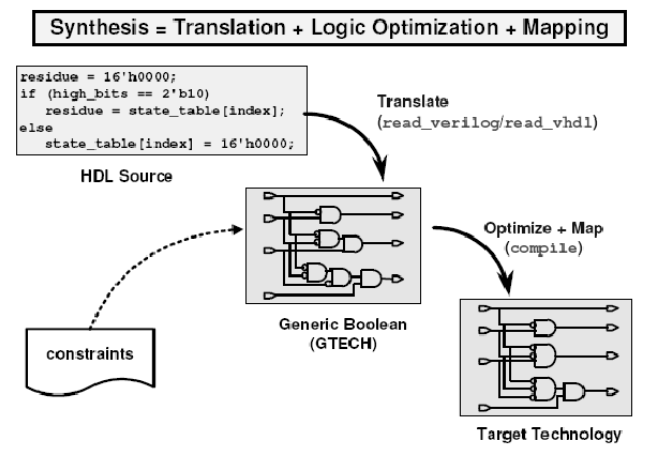 Synthesis = Translation + Logic Optimization + Mapping
residue = 16'h0000;
if (high_bits == 2'b10)
residue = state_table[index];
else
state_table[index] = 16'h0000;
HDL Source
Translate
(read_verilog/read_vhdl)
constraints
Generic Boolean
(GTECH)
Optimize + Map
(compile)
Target Technology